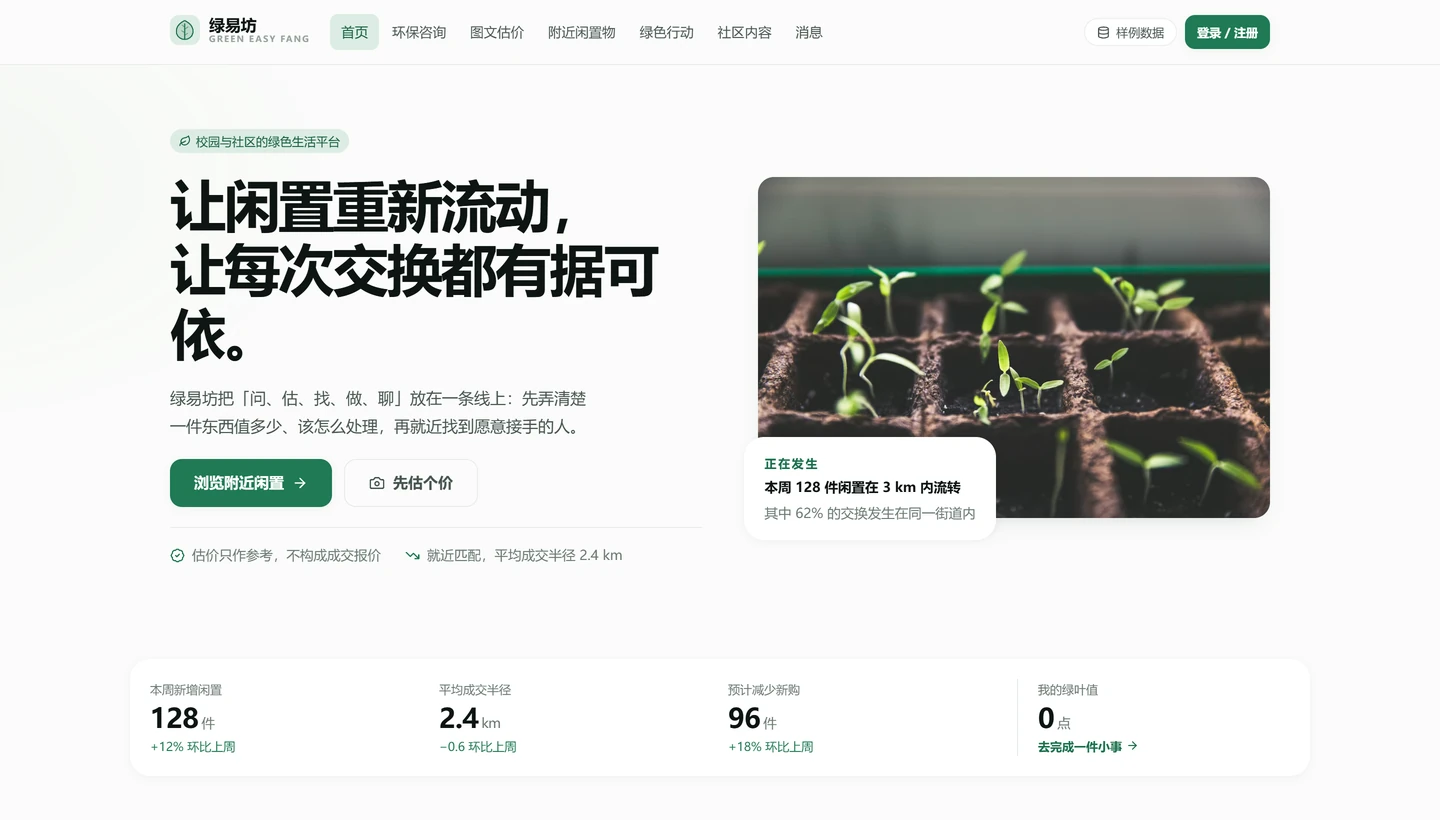 绿易坊
GREEN EASY FANG
首页
环保咨询
图文估价
附近闲置物
绿色行动
社区内容
消息
样例数据
登录 / 注册
校园与社区的绿色生活平台
让闲置重新流动，
让每次交换都有据可
依。
绿易坊把「问、估、找、做、聊」放在一条线上：先弄清楚
一件东西值多少、该怎么处理，再就近找到愿意接手的人。
浏览附近闲置
先估个价
估价只作参考，不构成成交报价
就近匹配，平均成交半径 2.4 km
正在发生
本周 128 件闲置在 3 km 内流转
其中 62% 的交换发生在同一街道内
本周新增闲置
128 件
+12% 环比上周
平均成交半径
2.4 km
−0.6 环比上周
预计减少新购
96 件
+18% 环比上周
我的绿叶值
0 点
去完成一件小事